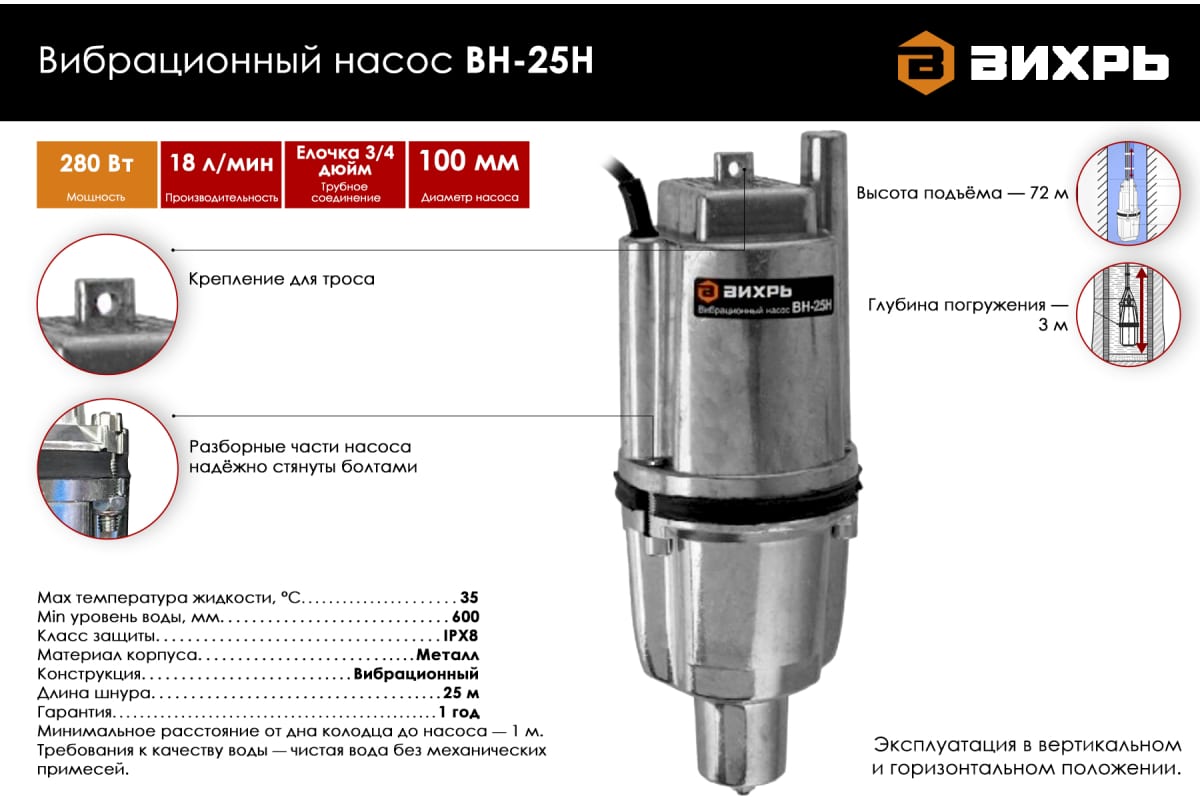 Вибрационный насос ВН-25Н
ВИХРЬ
280 Вт
Мощность
18 л/мин
Производительность
Елочка 3/4
дюйм
Трубное
соединение
100 мм
Диаметр насоса
Высота подъёма — 72 м
Крепление для троса
ВИХРЬ
Вибрационный насос ВН-25Н
Глубина погружения —
3 м
Разборные части насоса
надёжно стянуты болтами
Max температура жидкости, °С.......................35
Min уровень воды, мм...............................600
Класс защиты.......................................IPX8
Материал корпуса..............................Металл
Конструкция...........................Вибрационный
Длина шнура......................................25 м
Гарантия..............................................1 год
Минимальное расстояние от дна колодца до насоса — 1 м.
Требования к качеству воды — чистая вода без механических
примесей.
Эксплуатация в вертикальном
и горизонтальном положении.